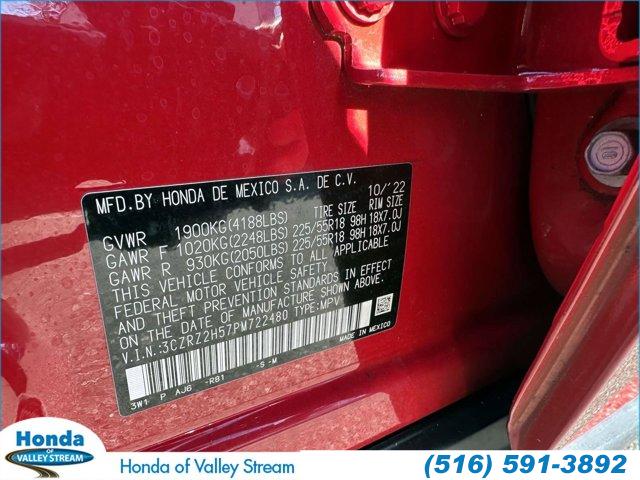 MFD.BY HONDA DE MEXICO S.A. DE C.V. 10/'22
GVWR 1900KG(4188LBS) TIRE SIZE RIM SIZE
GAWR F 1020KG(2248LBS) 225/55R18 98H 18X7.0J
GAWR R 930KG(2050LBS) 225/55R18 98H 18X7.0J
THIS VEHICLE CONFORMS TO ALL APPLICABLE
FEDERAL MOTOR VEHICLE SAFETY
AND THEFT PREVENTION STANDARDS IN EFFECT
ON THE DATE OF MANUFACTURE SHOWN ABOVE.
V.I.N.:3CZRZ2H57PM722480 TYPE:MPV
MADE IN MEXICO
3W1 P AJ6 -R81 -S -M
Honda
OF
VALLEY STREAM
Honda of Valley Stream
(516) 591-3892